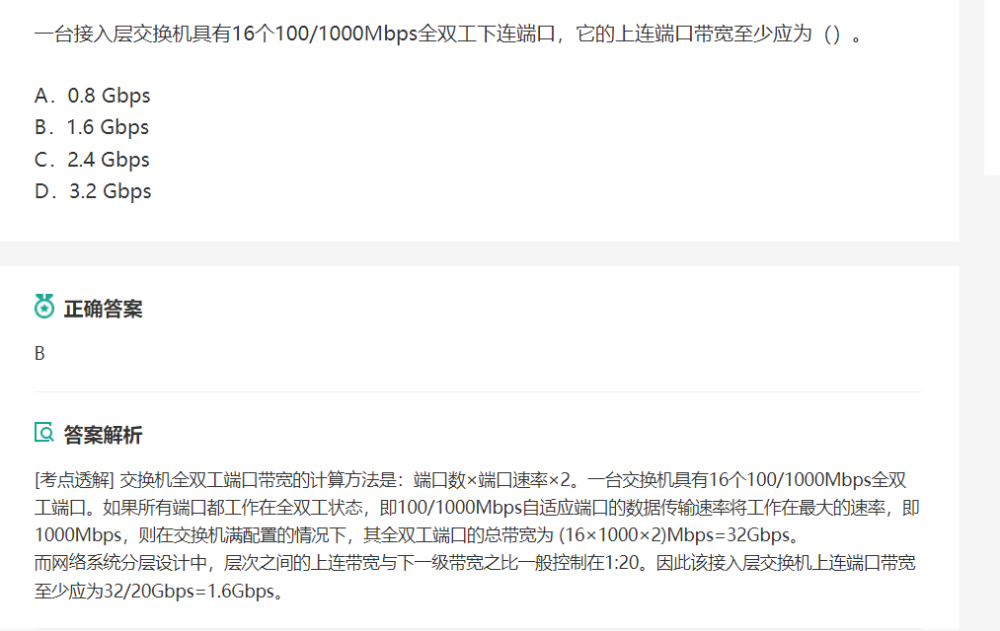 一台接入层交换机具有16个100/1000Mbps全双工下连端口，它的上连端口带宽至少应为（）。
A．0.8 Gbps
B．1.6 Gbps
C．2.4 Gbps
D．3.2 Gbps
正确答案
B
答案解析
[考点透解] 交换机全双工端口带宽的计算方法是：端口数×端口速率×2。一台交换机具有16个100/1000Mbps全双
工端口。如果所有端口都工作在全双工状态，即100/1000Mbps自适应端口的数据传输速率将工作在最大的速率，即
1000Mbps，则在交换机满配置的情况下，其全双工端口的总带宽为 (16×1000×2)Mbps=32Gbps。
而网络系统分层设计中，层次之间的上连带宽与下一级带宽之比一般控制在1:20。因此该接入层交换机上连端口带宽
至少应为32/20Gbps=1.6Gbps。